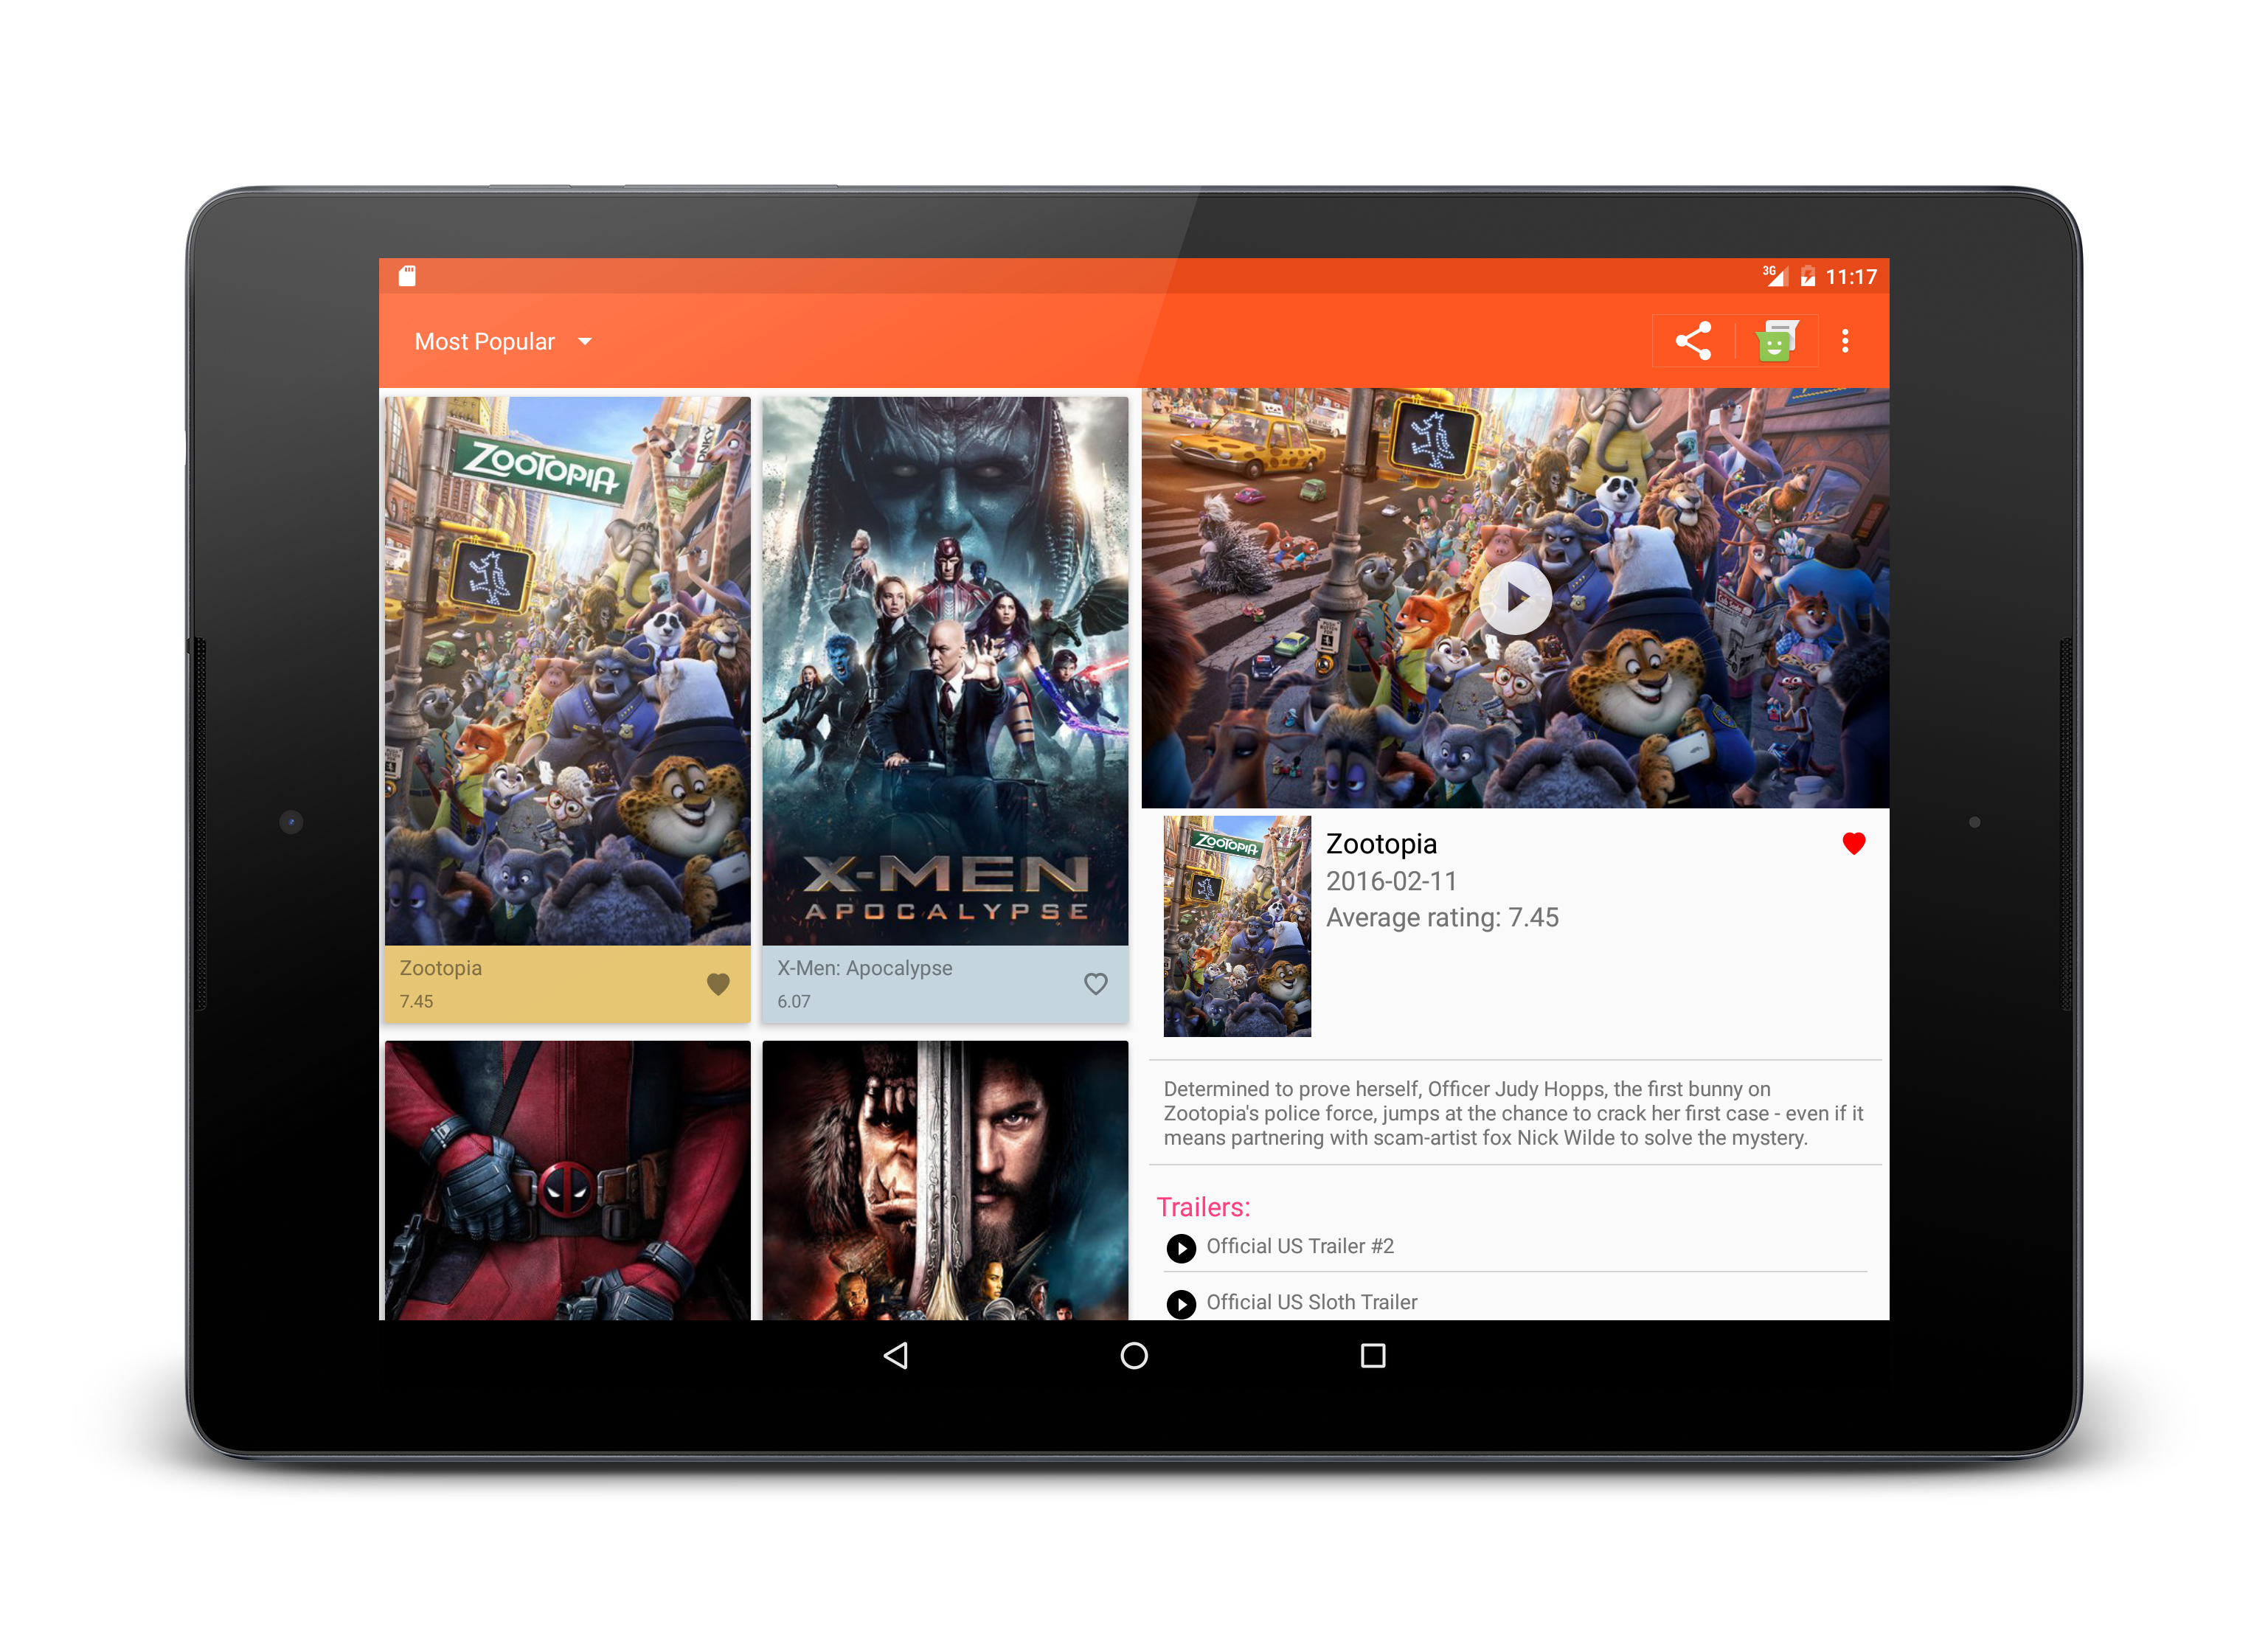 3G 11:17
Most Popular
ZOOTOPIA
X-MEN
APOCALYPSE
Zootopia
7.45
X-Men: Apocalypse
6.07
ZOOTOPIA
Zootopia
2016-02-11
Average rating: 7.45
Determined to prove herself, Officer Judy Hopps, the first bunny on
Zootopia's police force, jumps at the chance to crack her first case - even if it
means partnering with scam-artist fox Nick Wilde to solve the mystery.
Trailers:
Official US Trailer #2
Official US Sloth Trailer